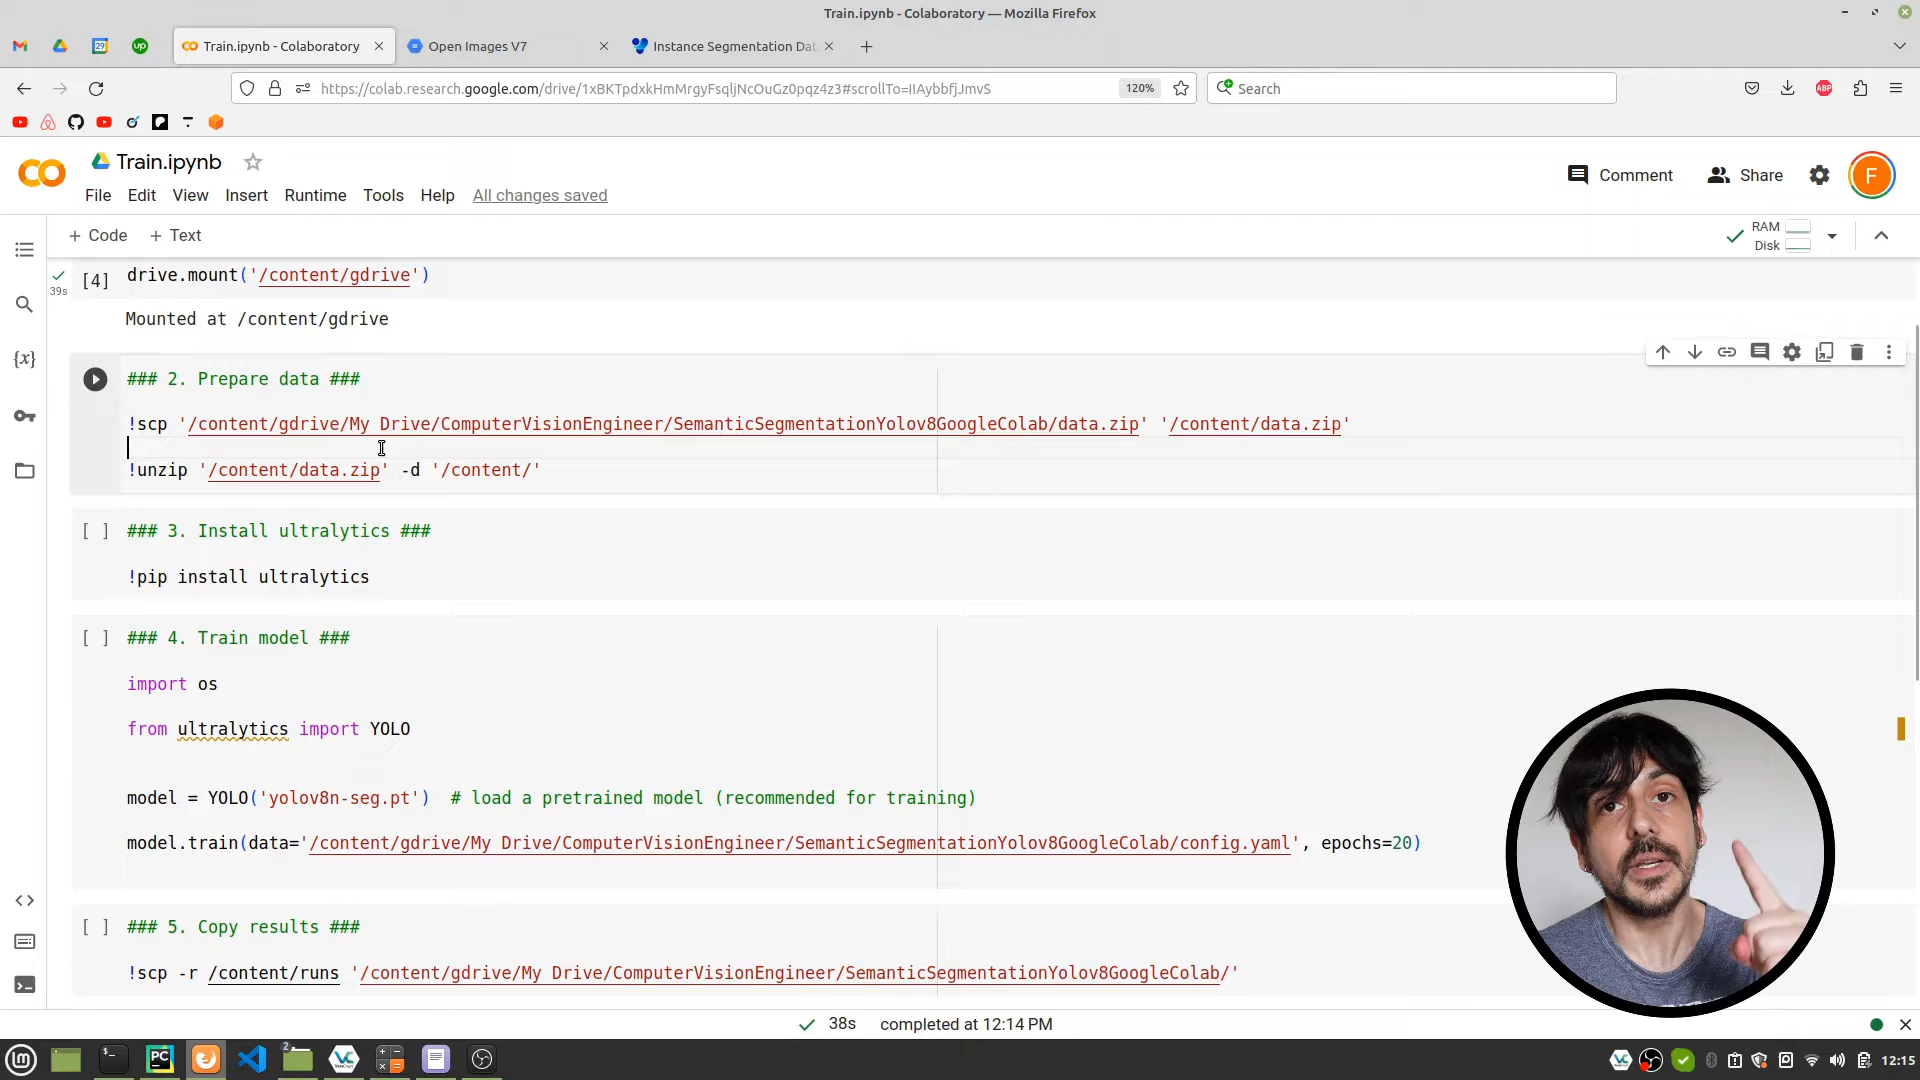 Train.ipynb - Colaboratory — Mozilla Firefox
Train.ipynb - Colaboratory
Open Images V7
Instance Segmentation Dat
https://colab.research.google.com/drive/1xBKTpdxkHmMrgyFsqljNcOuGz0pqz4z3#scrollTo=IIAybbfjJmvS
120%
Search
Train.ipynb
Comment
Share
F
File Edit View Insert Runtime Tools Help All changes saved
+ Code + Text
RAM
Disk
[4] drive.mount('/content/gdrive')
39s
Mounted at /content/gdrive
### 2. Prepare data ###
!scp '/content/gdrive/My Drive/ComputerVisionEngineer/SemanticSegmentationYolov8GoogleColab/data.zip' '/content/data.zip'
!unzip '/content/data.zip' -d '/content/'
[ ] ### 3. Install ultralytics ###
!pip install ultralytics
[ ] ### 4. Train model ###
import os
from ultralytics import YOLO
model = YOLO('yolov8n-seg.pt') # load a pretrained model (recommended for training)
model.train(data='/content/gdrive/My Drive/ComputerVisionEngineer/SemanticSegmentationYolov8GoogleColab/config.yaml', epochs=20)
[ ] ### 5. Copy results ###
!scp -r /content/runs '/content/gdrive/My Drive/ComputerVisionEngineer/SemanticSegmentationYolov8GoogleColab/'
38s completed at 12:14 PM
12:15